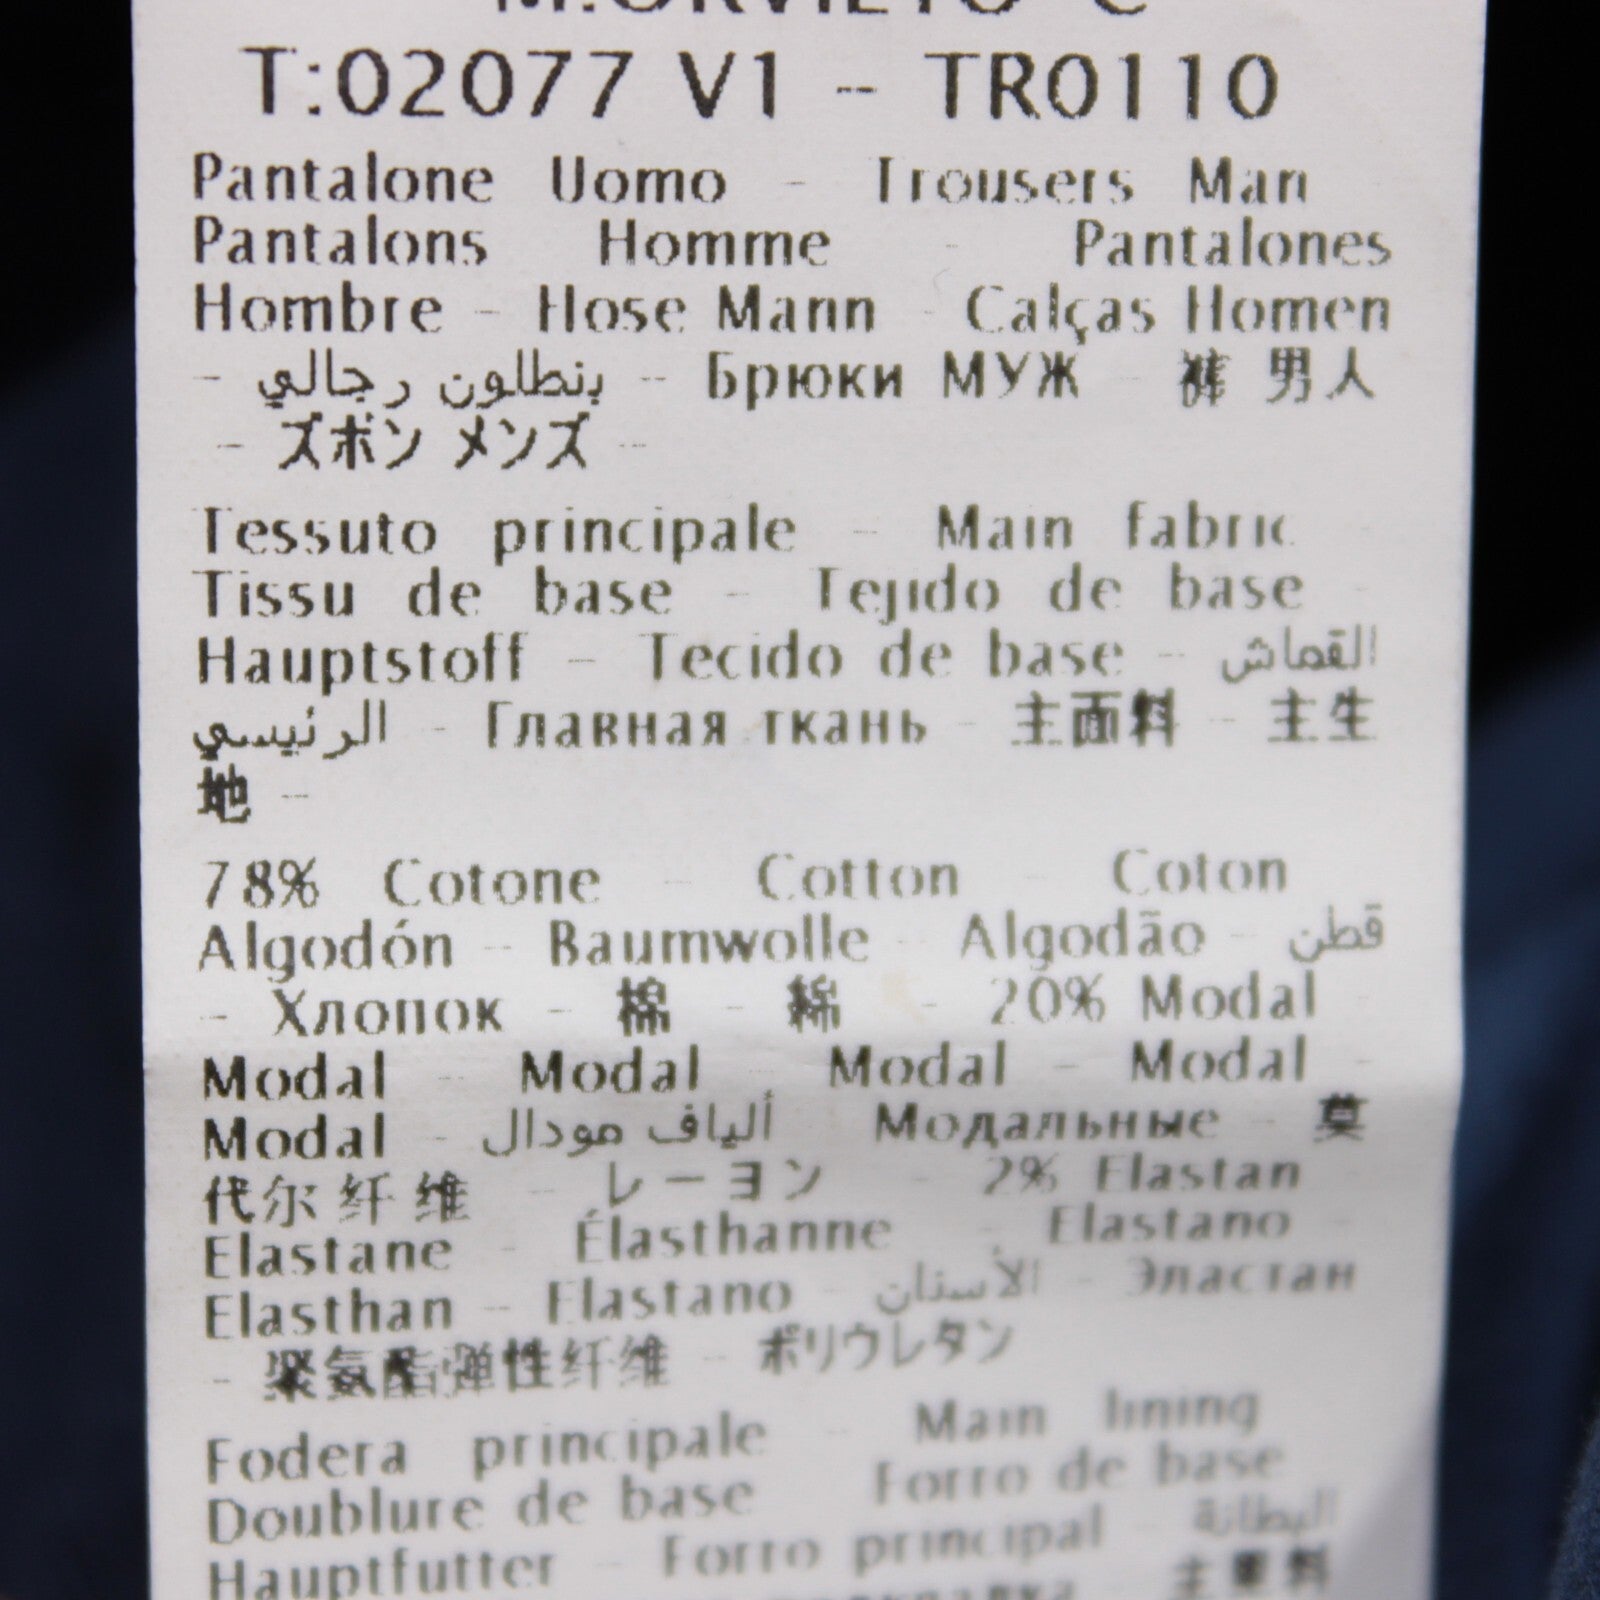 M.ORVIETO C
T:02077 V1 - TR0110
Pantalone Uomo - Trousers Man
Pantalons Homme - Pantalones
Hombre - Hose Mann - Calças Homen
- بنطلون رجالي - Брюки МУЖ - 裤 男人
- ズボン メンズ -
Tessuto principale - Main fabric
Tissu de base - Tejido de base -
Hauptstoff - Tecido de base - القماش
الرئيسي - Главная ткань - 主面料 - 主生
地 -
78% Cotone - Cotton - Coton
Algodón - Baumwolle - Algodão - قطن
- Хлопок - 棉 - 綿 - 20% Modal
Modal - Modal - Modal - Modal -
Modal - ألياف مودال - Модальные - 莫
代尔纤维 - レーヨン - 2% Elastan
Elastane - Élasthanne - Elastano -
Elasthan - Elastano - الأستان - Эластан
- 聚氨酯弹性纤维 - ポリウレタン
Fodera principale - Main lining
Doublure de base - Forro de base
Hauptfutter - Forro principal - البطانة
主里料